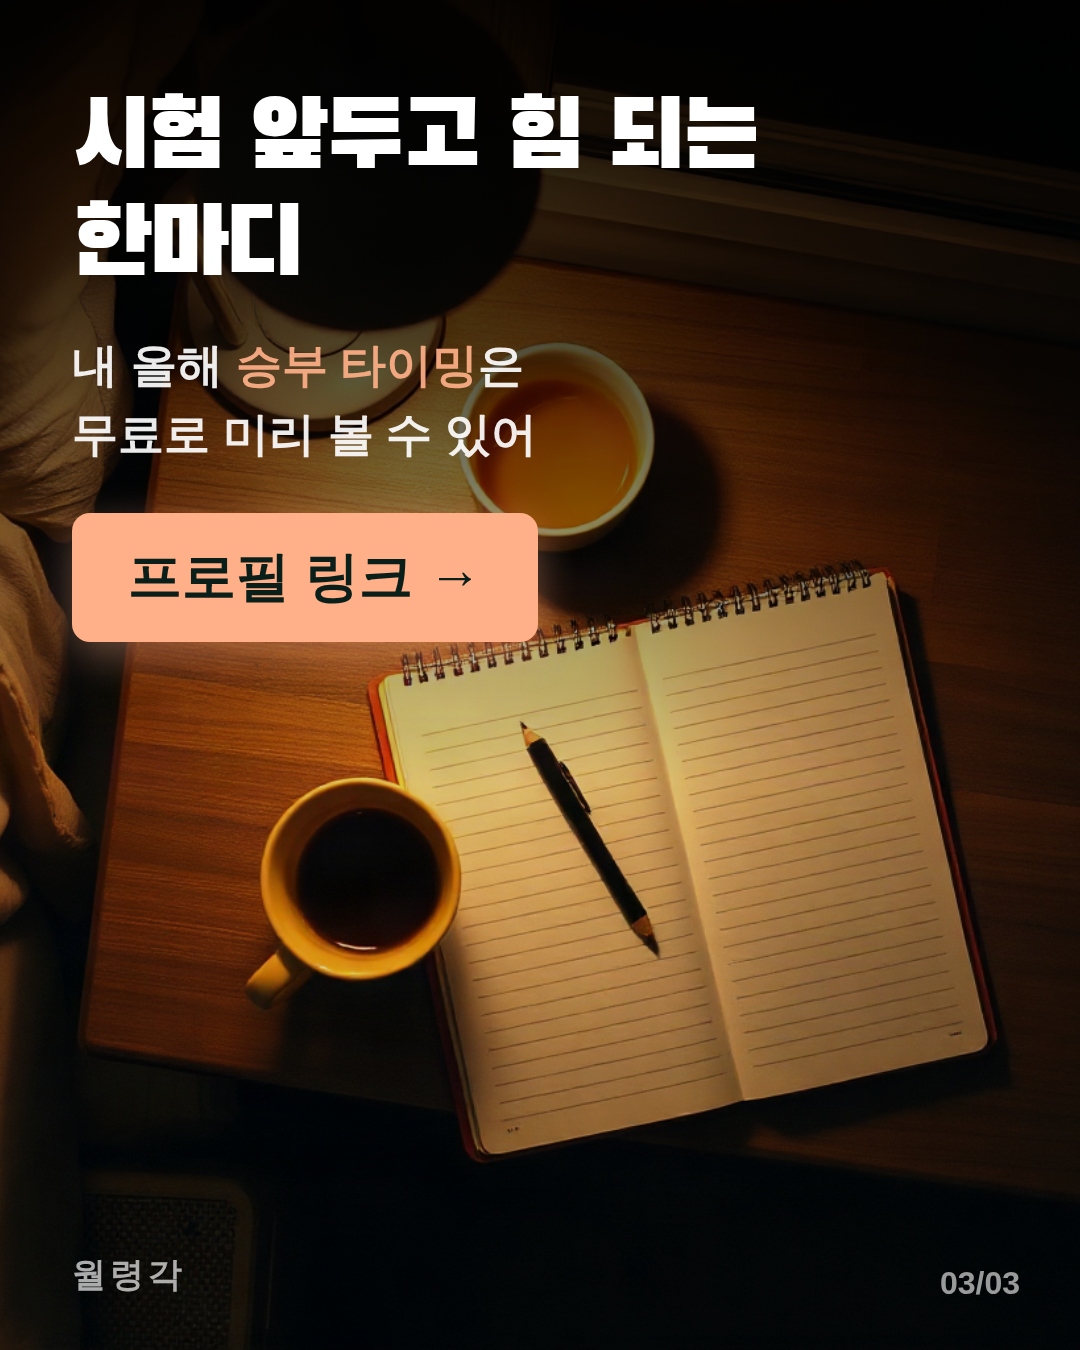 시험 앞두고 힘 되는
한마디
내 올해 승부 타이밍은
무료로 미리 볼 수 있어
프로필 링크 →
월령각
03/03